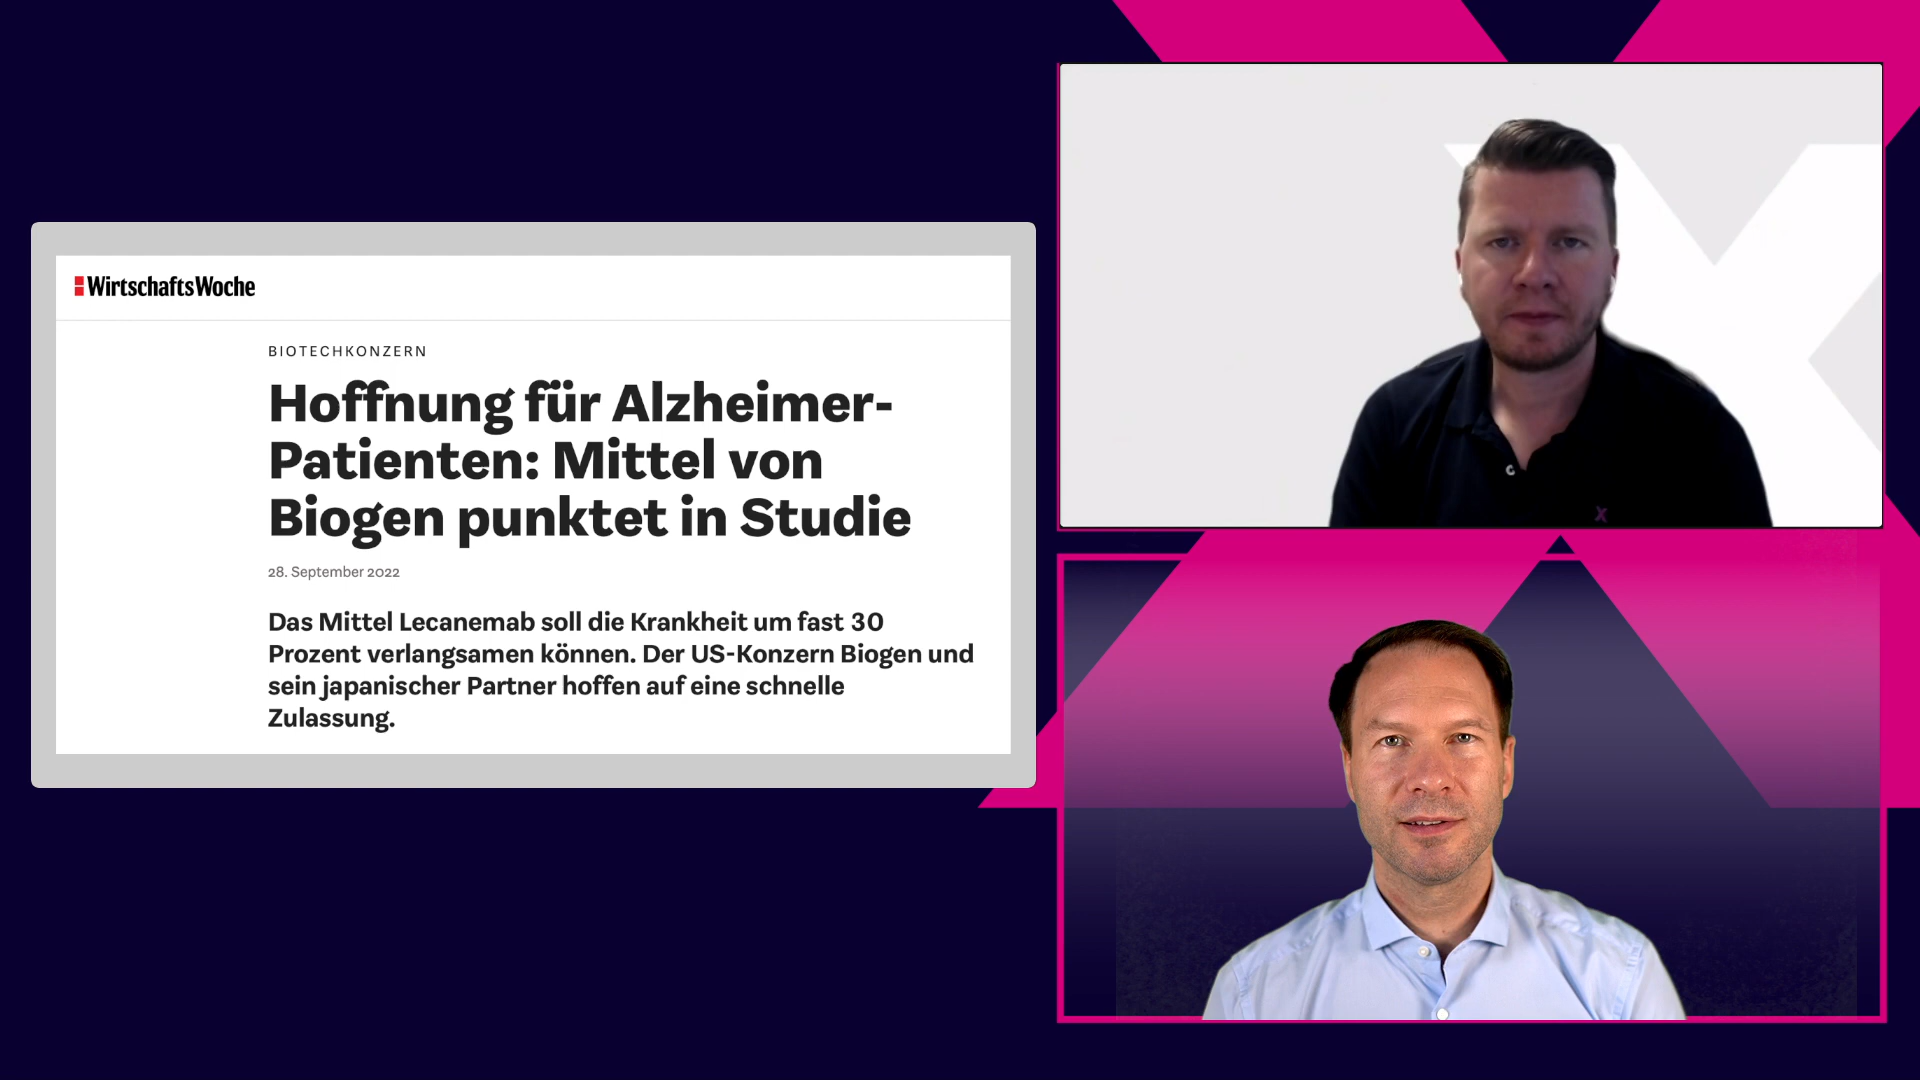 WirtschaftsWoche
BIOTECHKONZERN
Hoffnung für Alzheimer-
Patienten: Mittel von
Biogen punktet in Studie
28. September 2022
Das Mittel Lecanemab soll die Krankheit um fast 30
Prozent verlangsamen können. Der US-Konzern Biogen und
sein japanischer Partner hoffen auf eine schnelle
Zulassung.
X